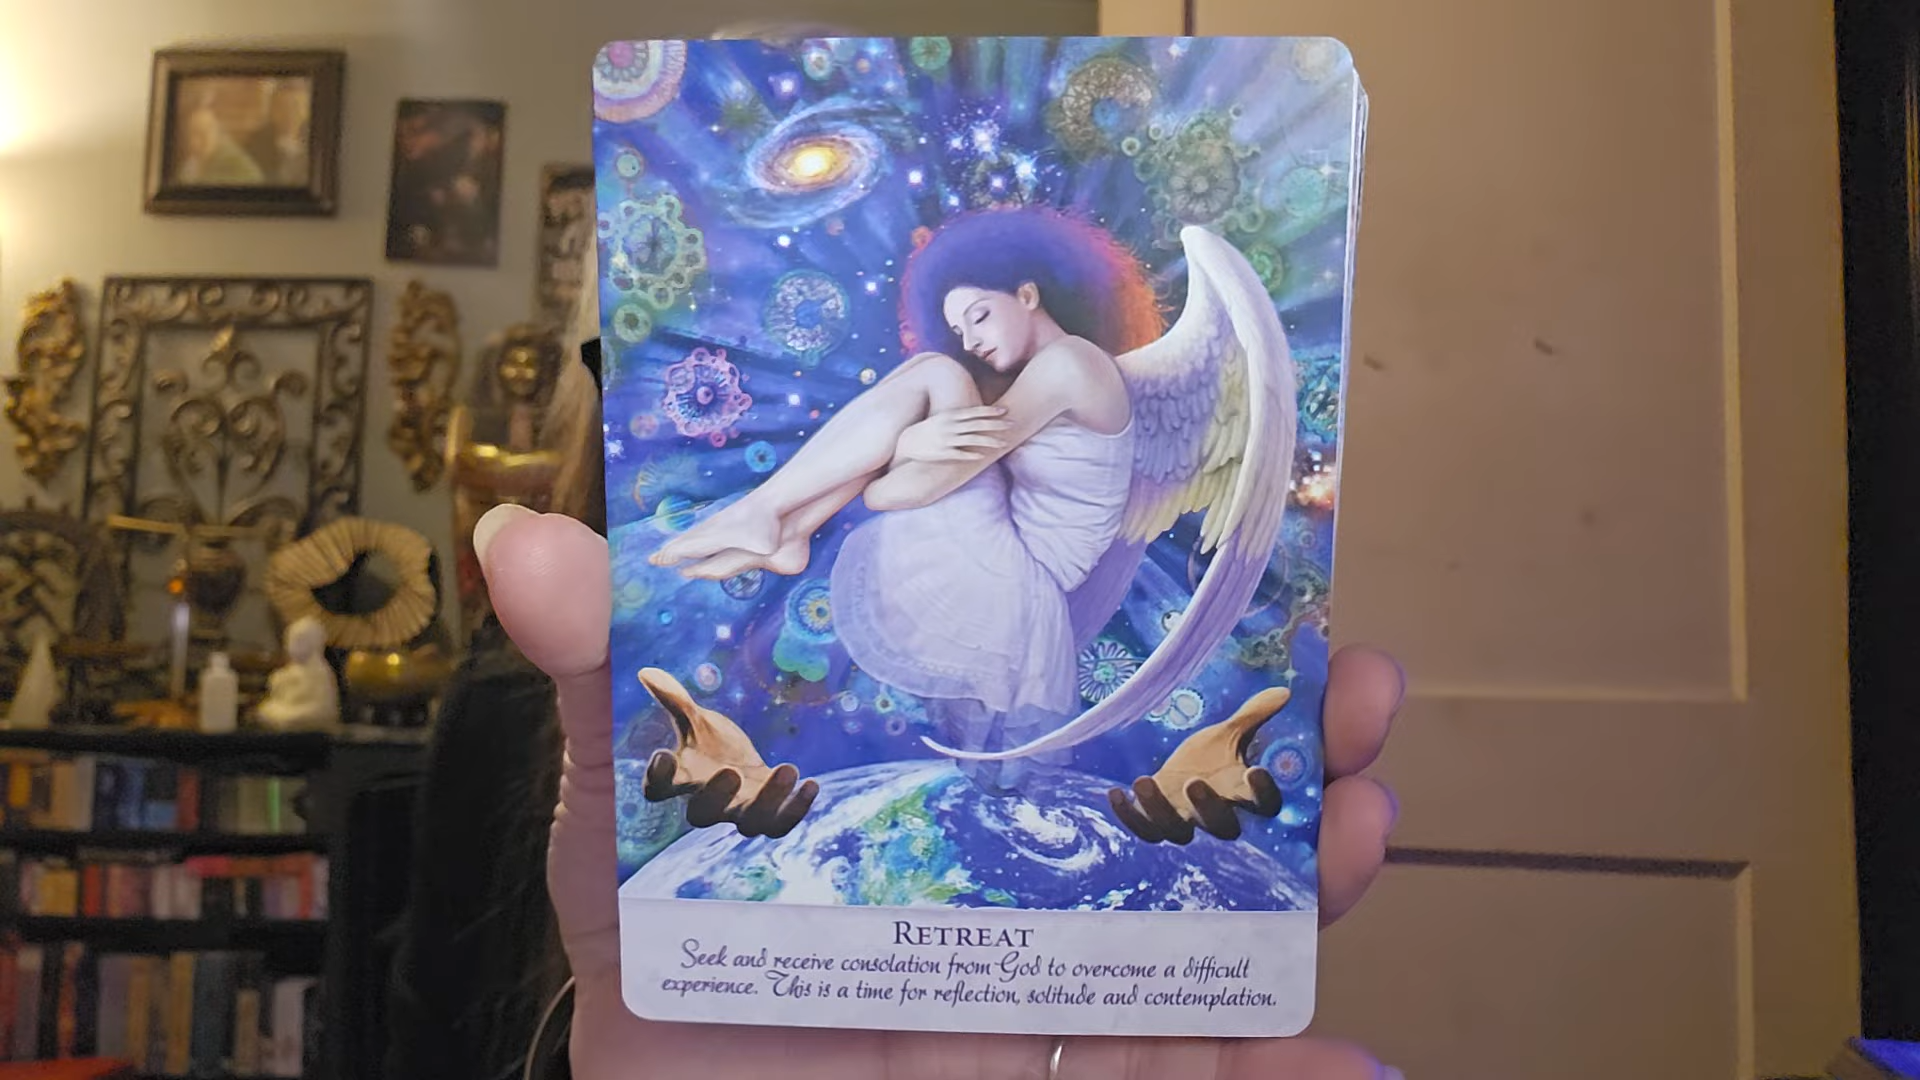 RETREAT
Seek and receive consolation from God to overcome a difficult
experience. This is a time for reflection, solitude and contemplation.